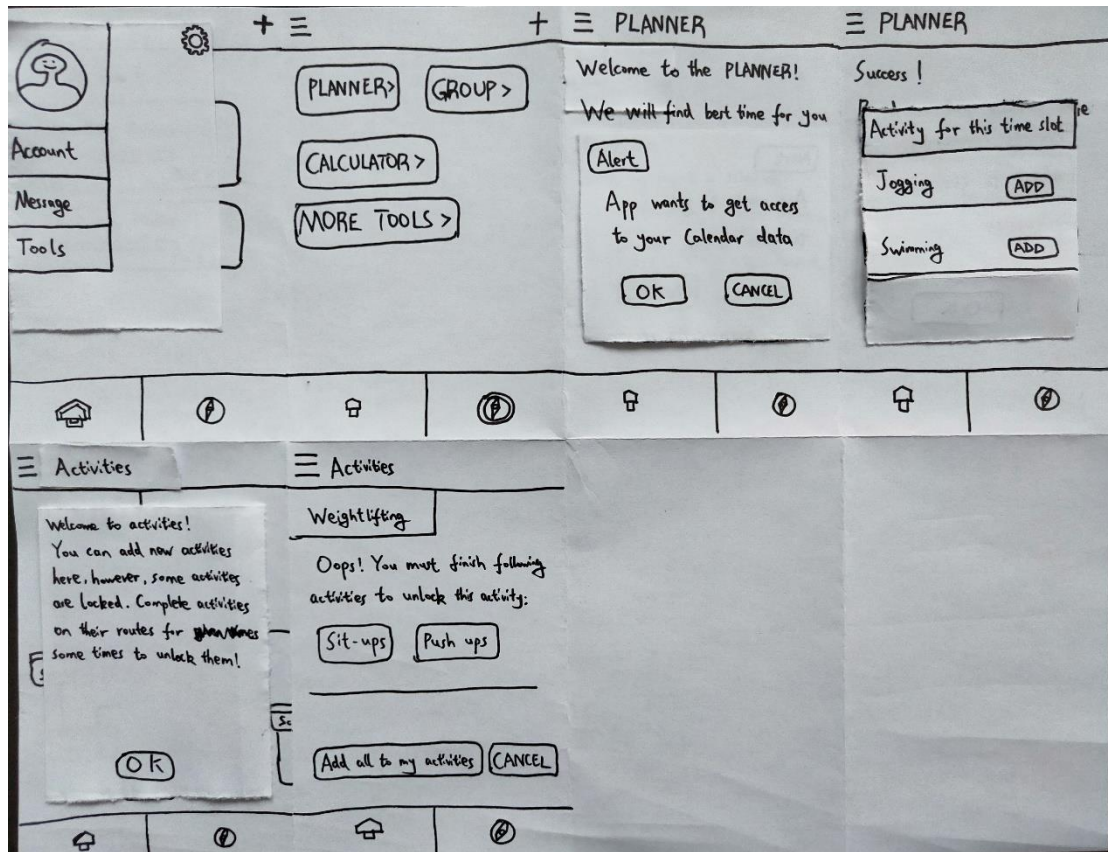 Account
Message
Tools
+
+
PLANNER>
GROUP >
CALCULATOR >
MORE TOOLS >
PLANNER
Welcome to the PLANNER!
We will find best time for you
Alert
App wants to get access
to your Calendar data
OK
CANCEL
PLANNER
Success!
Activity for this time slot
Jogging
ADD
Swimming
ADD
Activities
Welcome to activities!
You can add new activities
here, however, some activites
are locked. Complete activities
on their routes for
some times to unlock them!
OK
Activities
Weightlifting
Oops! You must finish following
activities to unlock this activity:
Sit-ups
Push ups
Add all to my activities
CANCEL